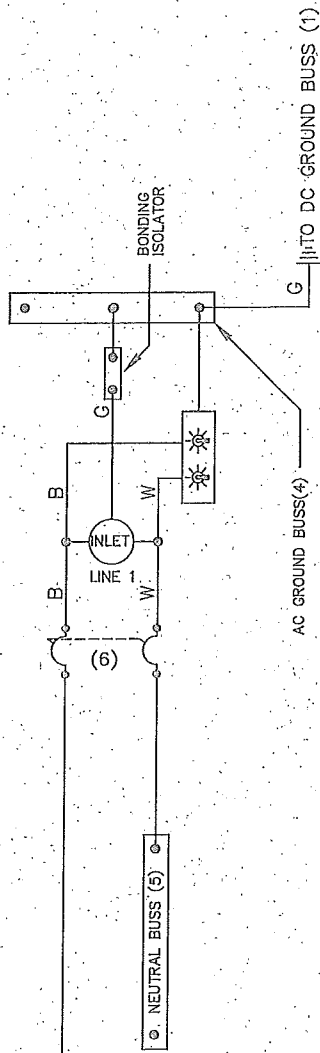 TO DC GROUND BUSS (1)
G
BONDING
ISOLATOR
G
B
W
INLET
LINE 1
B
W
(6)
AC GROUND BUSS(4)
NEUTRAL BUSS (5)